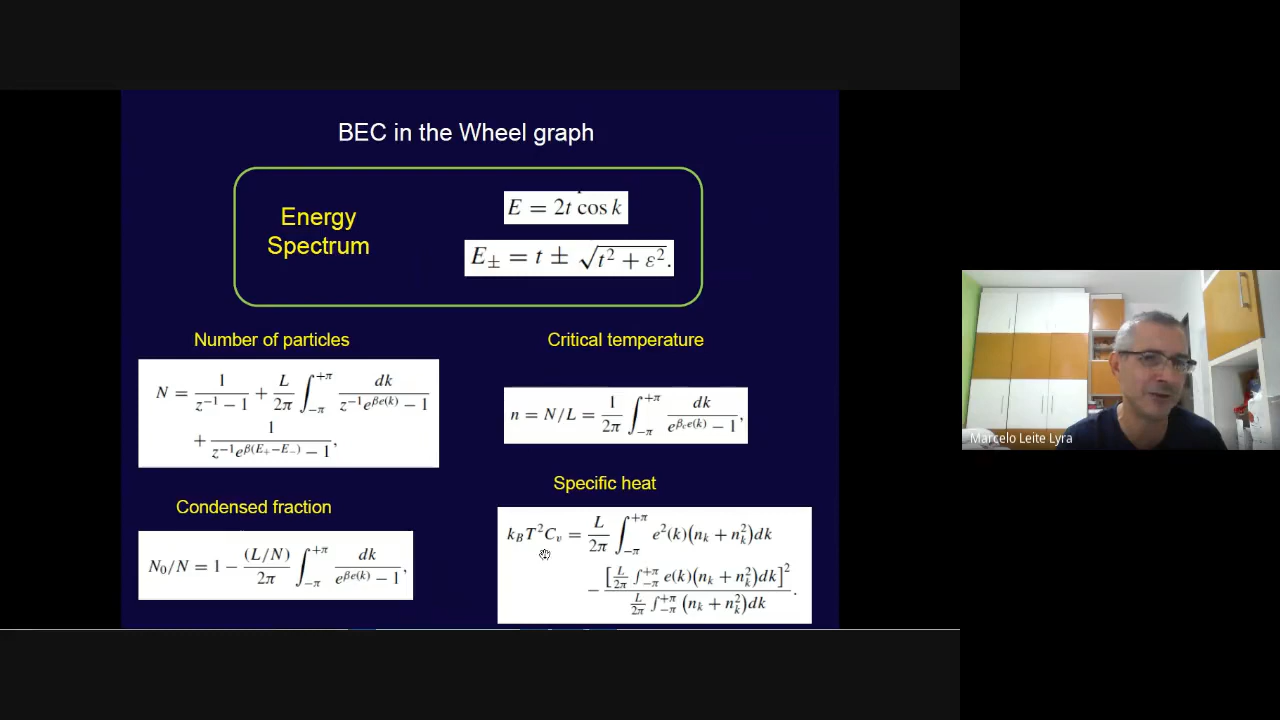 BEC in the Wheel graph
Energy
Spectrum
E = 2t cos k
E± = t ± √(t² + ε²).
Number of particles
N = 1/(z⁻¹ − 1) + L/2π ∫₋π⁺π dk/(z⁻¹e^{βe(k)} − 1)
+ 1/(z⁻¹e^{β(E₊−E₋)} − 1),
Critical temperature
n = N/L = 1/2π ∫₋π⁺π dk/(e^{β_c e(k)} − 1),
Condensed fraction
N₀/N = 1 − (L/N)/2π ∫₋π⁺π dk/(e^{βe(k)} − 1),
Specific heat
k_B T² C_v = L/2π ∫₋π⁺π e²(k)(n_k + n_k²)dk
− [L/2π ∫₋π⁺π e(k)(n_k + n_k²)dk]² / (L/2π ∫₋π⁺π (n_k + n_k²)dk).
Marcelo Leite Lyra